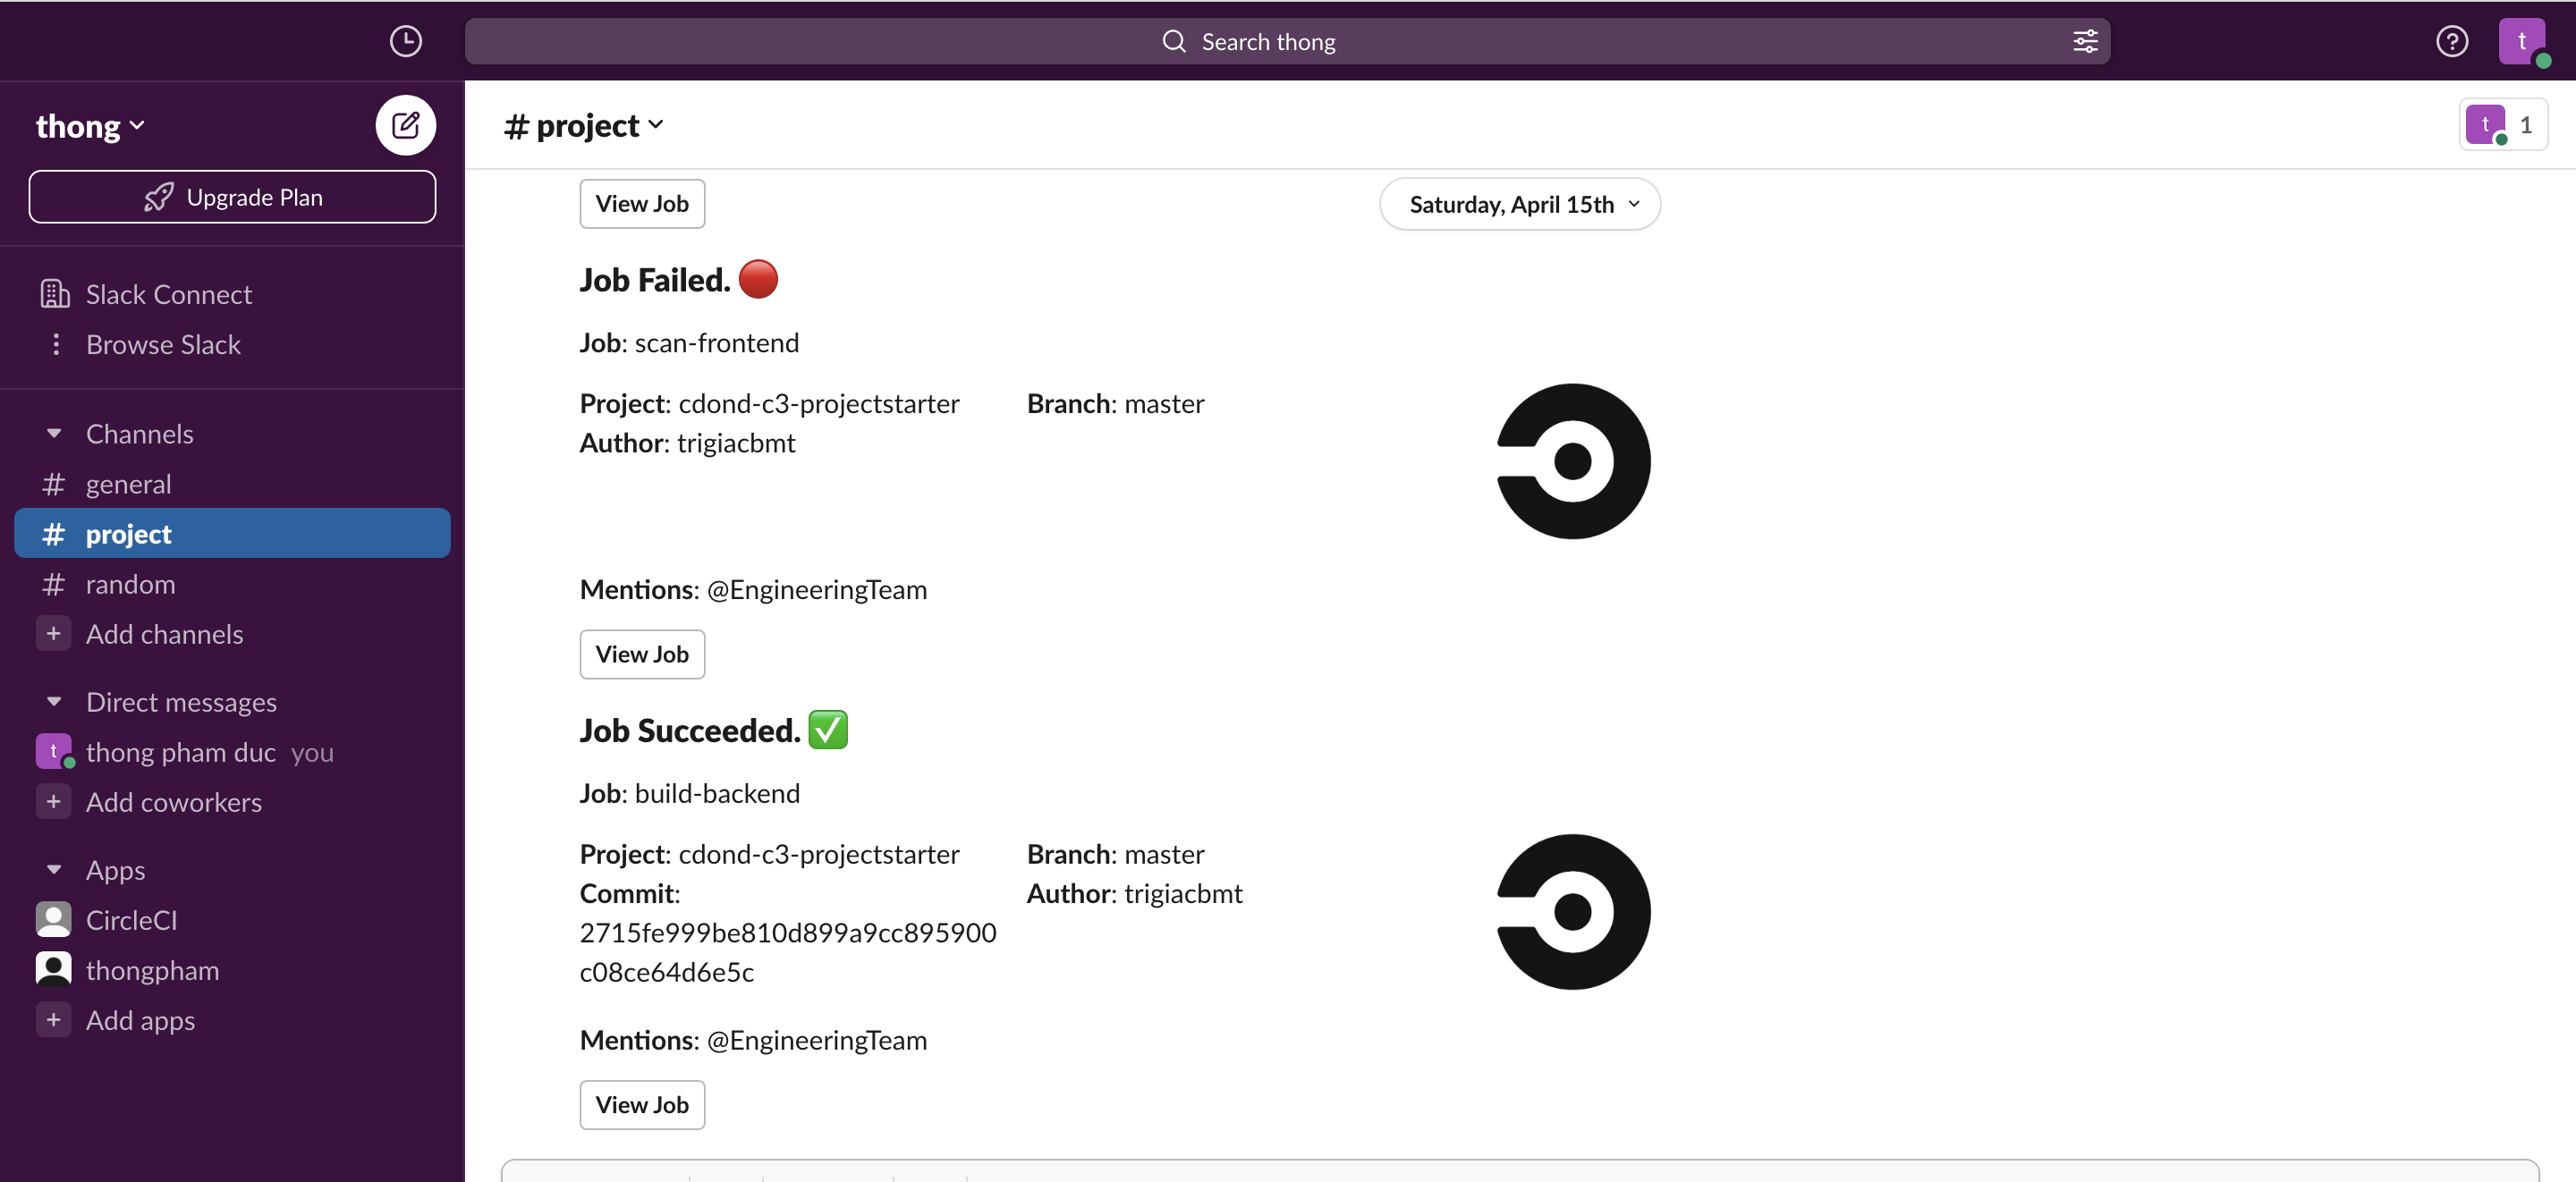 Search thong
?
t
thong
Upgrade Plan
Slack Connect
Browse Slack
Channels
# general
# project
# random
+ Add channels
Direct messages
t thong pham duc you
+ Add coworkers
Apps
CircleCI
thongpham
+ Add apps
# project
t 1
View Job
Saturday, April 15th
Job Failed.
Job: scan-frontend
Project: cdond-c3-projectstarter Branch: master
Author: trigiacbmt
Mentions: @EngineeringTeam
View Job
Job Succeeded.
Job: build-backend
Project: cdond-c3-projectstarter Branch: master
Commit: Author: trigiacbmt
2715fe999be810d899a9cc895900
c08ce64d6e5c
Mentions: @EngineeringTeam
View Job